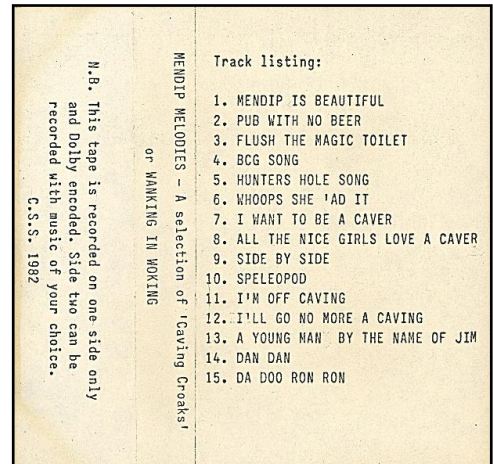 Track listing:
1. MENDIP IS BEAUTIFUL
2. PUB WITH NO BEER
3. FLUSH THE MAGIC TOILET
4. BCG SONG
5. HUNTERS HOLE SONG
6. WHOOPS SHE 'AD IT
7. I WANT TO BE A CAVER
8. ALL THE NICE GIRLS LOVE A CAVER
9. SIDE BY SIDE
10. SPELEOPOD
11. I'M OFF CAVING
12. I'LL GO NO MORE A CAVING
13. A YOUNG MAN BY THE NAME OF JIM
14. DAN DAN
15. DA DOO RON RON
MENDIP MELODIES - A selection of 'Caving Croaks'
or WANKING IN WOKING
N.B. This tape is recorded on one side only
and Dolby encoded. Side two can be
recorded with music of your choice.
C.S.S. 1982